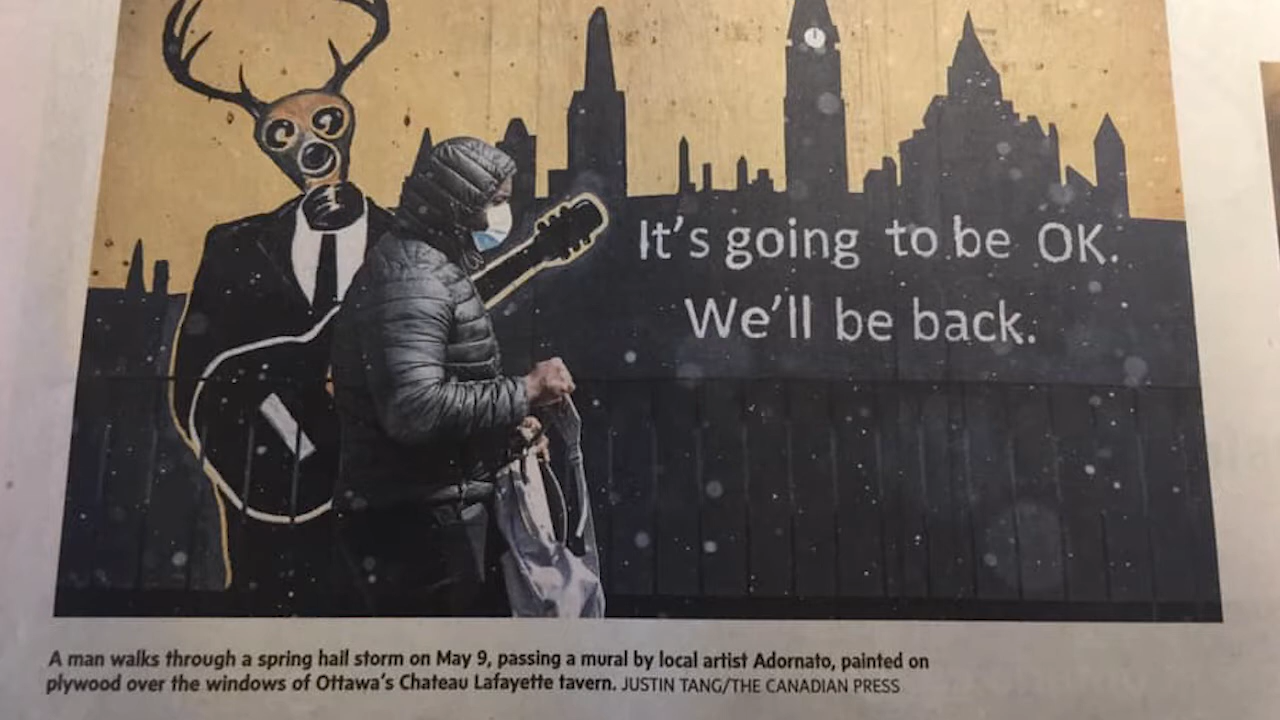 It's going to be OK.
We'll be back.
A man walks through a spring hail storm on May 9, passing a mural by local artist Adornato, painted on
plywood over the windows of Ottawa's Chateau Lafayette tavern. JUSTIN TANG/THE CANADIAN PRESS